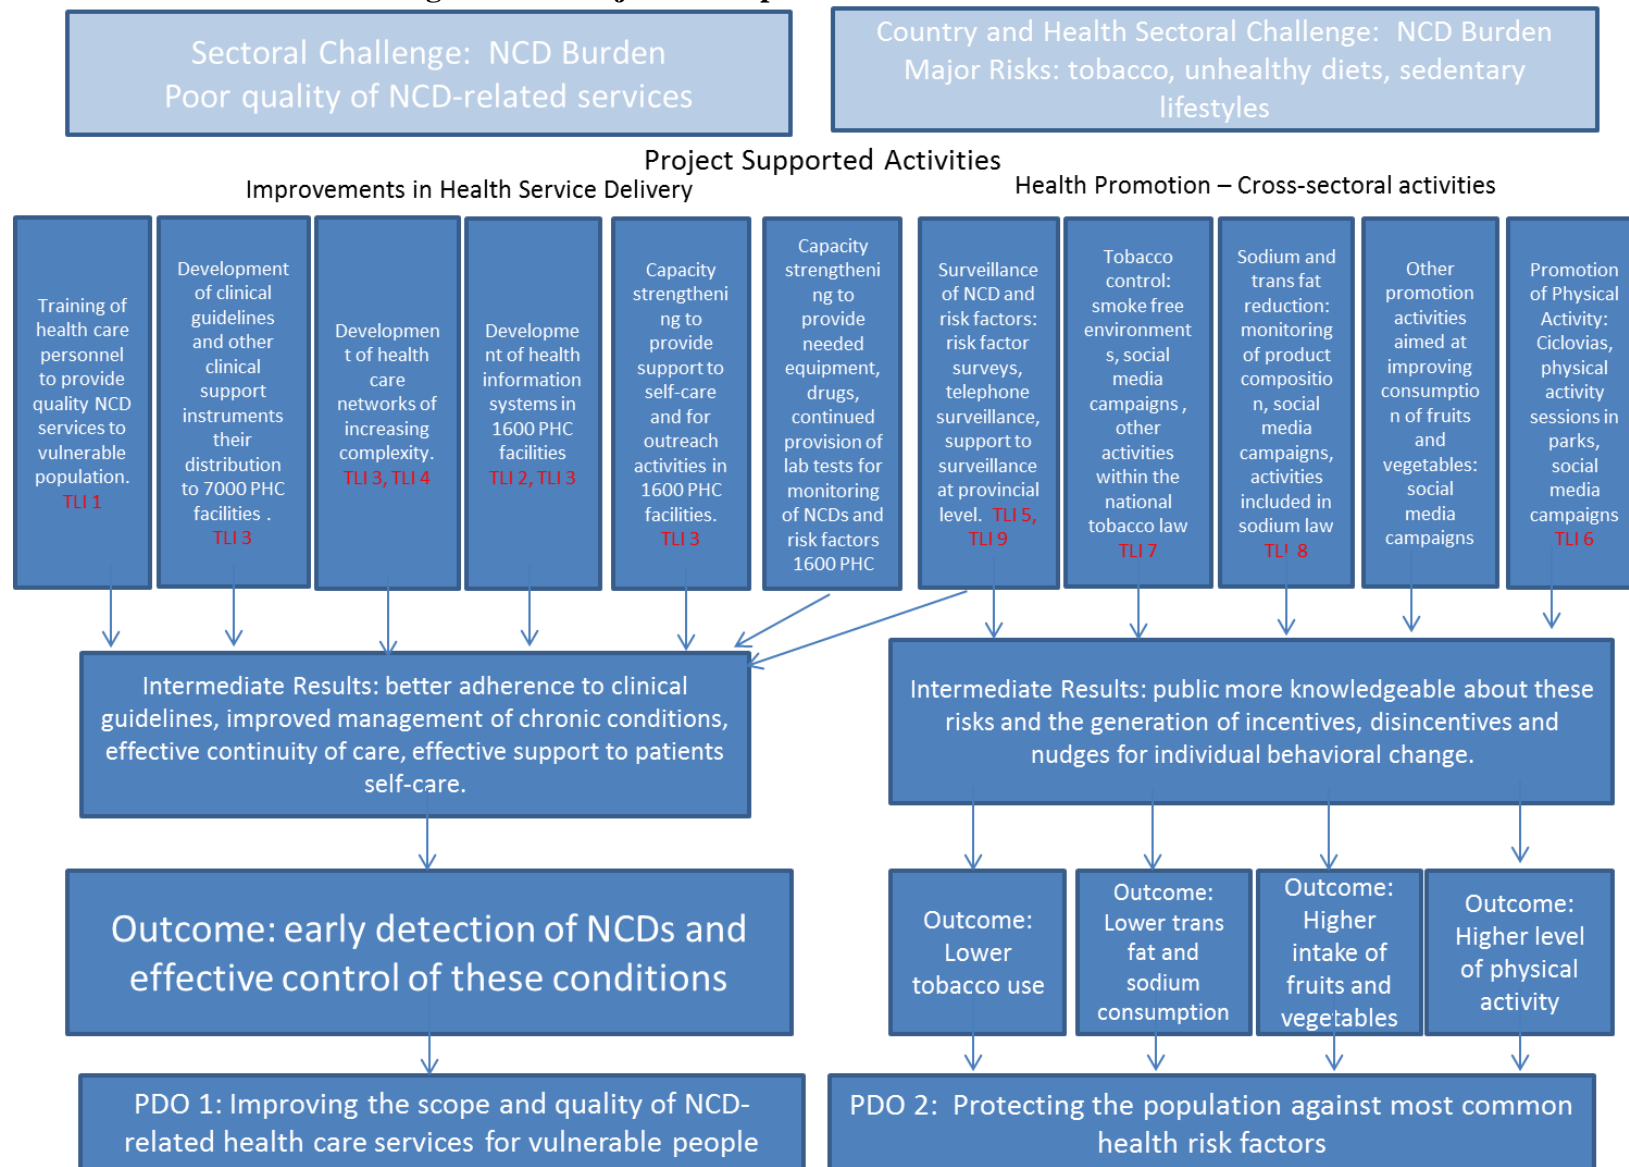 Sectoral Challenge: NCD Burden
Poor quality of NCD-related services
Country and Health Sectoral Challenge: NCD Burden
Major Risks: tobacco, unhealthy diets, sedentary
lifestyles
Project Supported Activities
Improvements in Health Service Delivery
Health Promotion – Cross-sectoral activities
Training of
health care
personnel
to provide
quality NCD
services to
vulnerable
population.
TLI 1
Development
of clinical
guidelines
and other
clinical
support
instruments
their
distribution
to 7000 PHC
facilities .
TLI 3
Developmen
t of health
care
networks of
increasing
complexity.
TLI 3, TLI 4
Developme
nt of health
information
systems in
1600 PHC
facilities
TLI 2, TLI 3
Capacity
strengtheni
ng to
provide
support to
self-care
and for
outreach
activities in
1600 PHC
facilities.
TLI 3
Capacity
strengtheni
ng to
provide
needed
equipment,
drugs,
continued
provision of
lab tests for
monitoring
of NCDs and
risk factors
1600 PHC
Surveillance
of NCD and
risk factors:
risk factor
surveys,
telephone
surveillance,
support to
surveillance
at provincial
level. TLI 5,
TLI 9
Tobacco
control:
smoke free
environment
s, social
media
campaigns ,
other
activities
within the
national
tobacco law
TLI 7
Sodium and
trans fat
reduction:
monitoring
of product
compositio
n, social
media
campaigns,
activities
included in
sodium law
TLI 8
Other
promotion
activities
aimed at
improving
consumptio
n of fruits
and
vegetables:
social
media
campaigns
Promotion
of Physical
Activity:
Ciclovias,
physical
activity
sessions in
parks,
social
media
campaigns
TLI 6
Intermediate Results: better adherence to clinical
guidelines, improved management of chronic conditions,
effective continuity of care, effective support to patients
self-care.
Intermediate Results: public more knowledgeable about these
risks and the generation of incentives, disincentives and
nudges for individual behavioral change.
Outcome: early detection of NCDs and
effective control of these conditions
Outcome:
Lower
tobacco use
Outcome:
Lower trans
fat and
sodium
consumption
Outcome:
Higher
intake of
fruits and
vegetables
Outcome:
Higher level
of physical
activity
PDO 1: Improving the scope and quality of NCD-
related health care services for vulnerable people
PDO 2: Protecting the population against most common
health risk factors